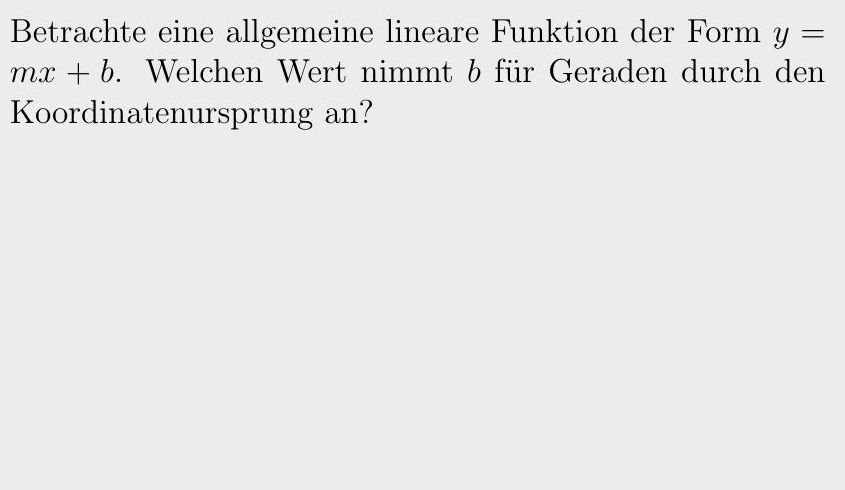 Betrachte eine allgemeine lineare Funktion der Form y =
mx + b. Welchen Wert nimmt b für Geraden durch den
Koordinatenursprung an?